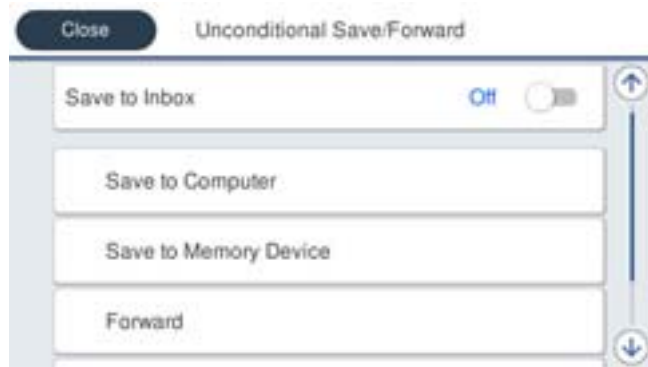 Close
Unconditional Save/Forward
Save to Inbox
Off
Save to Computer
Save to Memory Device
Forward